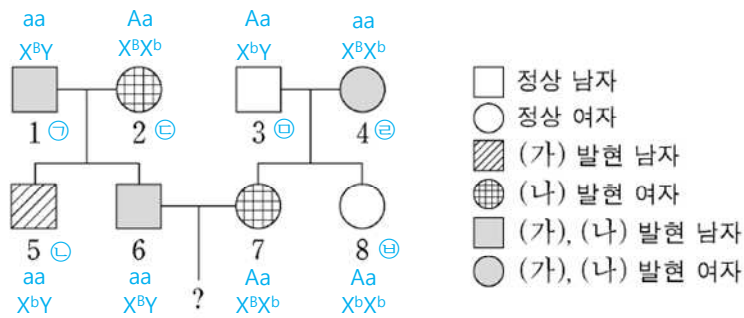 aa Aa Aa aa
XᴮY XᴮXᵇ XᵇY XᴮXᵇ
1 ㉠ 2 ㉢ 3 ㉤ 4 ㉣
5 ㉡ 6 7 8 ㉥
aa aa ? Aa Aa
XᵇY XᴮY XᴮXᵇ XᵇXᵇ
정상 남자
정상 여자
(가) 발현 남자
(나) 발현 여자
(가), (나) 발현 남자
(가), (나) 발현 여자